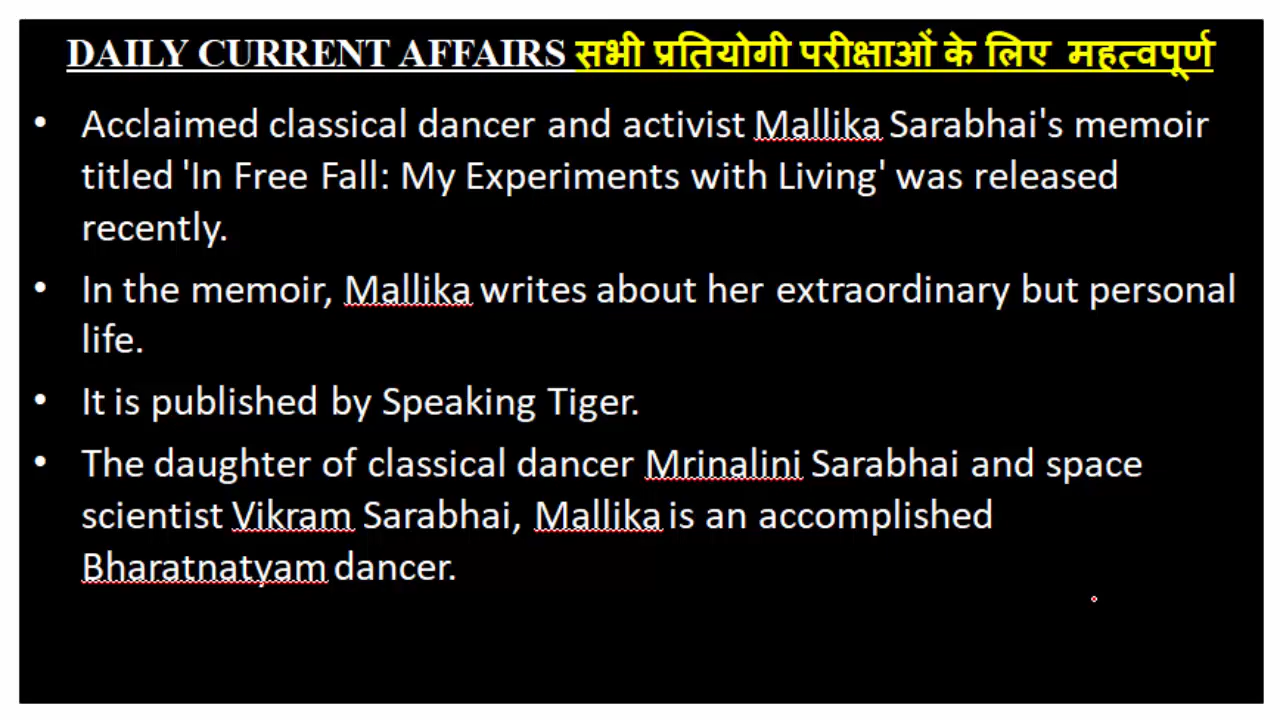 DAILY CURRENT AFFAIRS सभी प्रतियोगी परीक्षाओं के लिए महत्वपूर्ण
• Acclaimed classical dancer and activist Mallika Sarabhai's memoir
titled 'In Free Fall: My Experiments with Living' was released
recently.
• In the memoir, Mallika writes about her extraordinary but personal
life.
• It is published by Speaking Tiger.
• The daughter of classical dancer Mrinalini Sarabhai and space
scientist Vikram Sarabhai, Mallika is an accomplished
Bharatnatyam dancer.